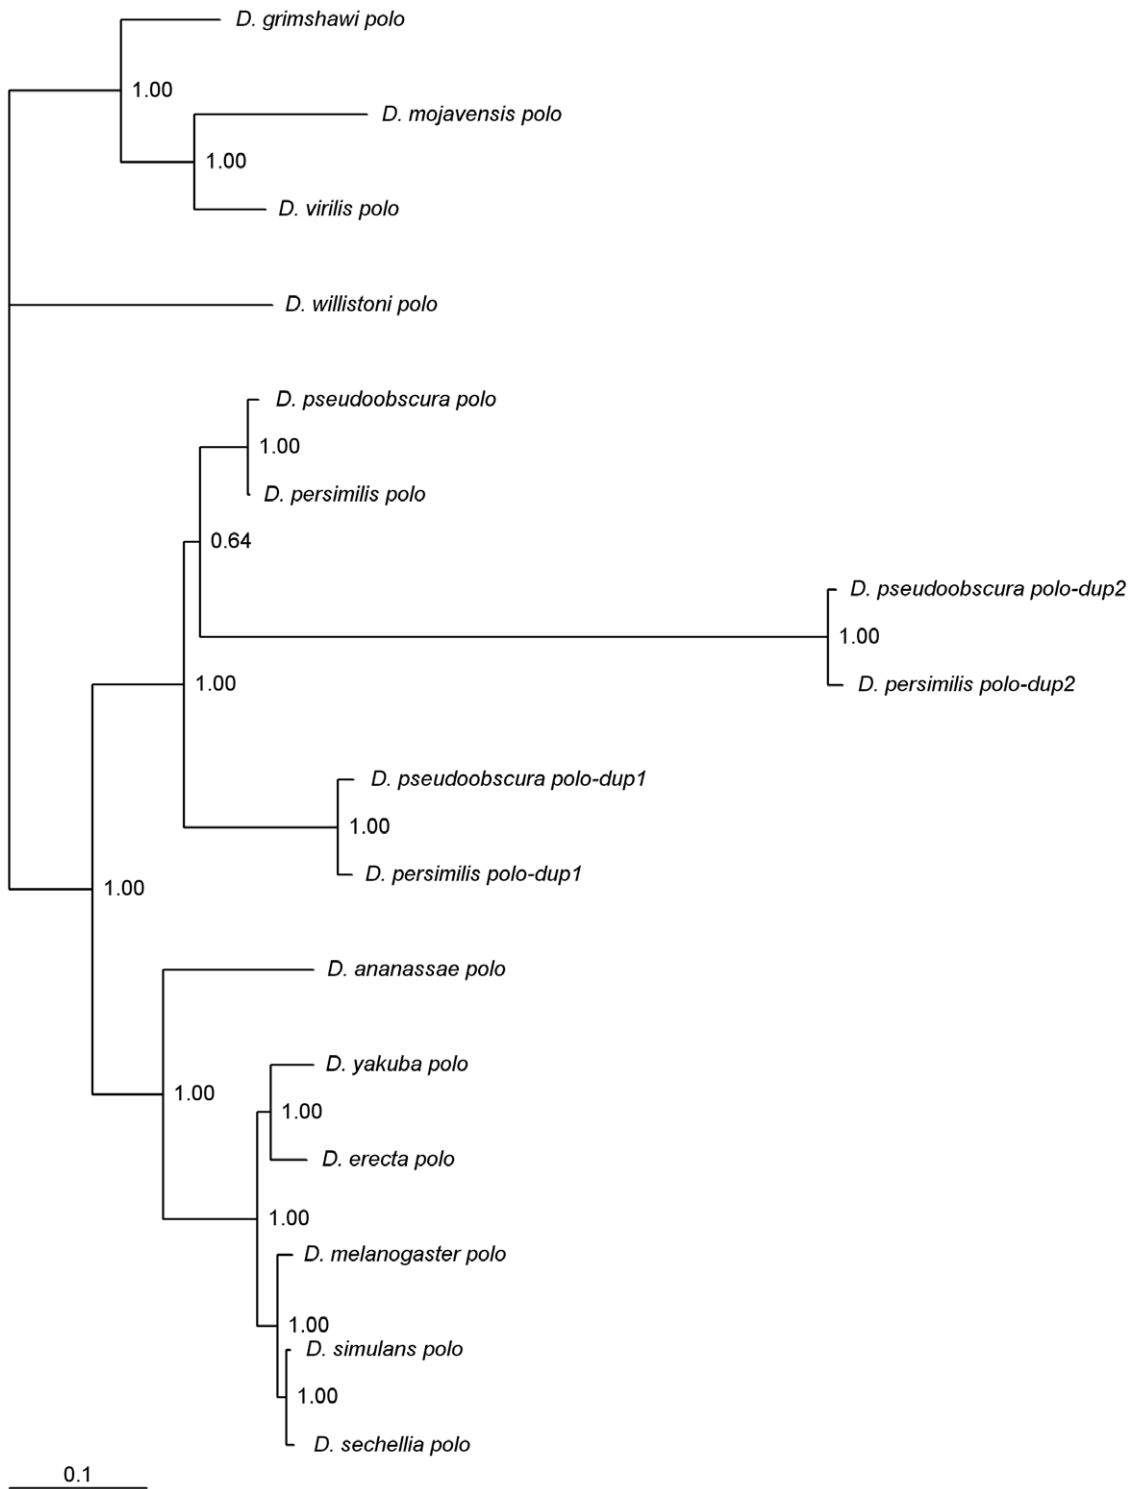 D. grimshawi polo
1.00
D. mojavensis polo
1.00
D. virilis polo
D. willistoni polo
D. pseudoobscura polo
1.00
D. persimilis polo
0.64
D. pseudoobscura polo-dup2
1.00
D. persimilis polo-dup2
1.00
D. pseudoobscura polo-dup1
1.00
D. persimilis polo-dup1
1.00
D. ananassae polo
D. yakuba polo
1.00
1.00
D. erecta polo
1.00
D. melanogaster polo
1.00
D. simulans polo
1.00
D. sechellia polo
0.1